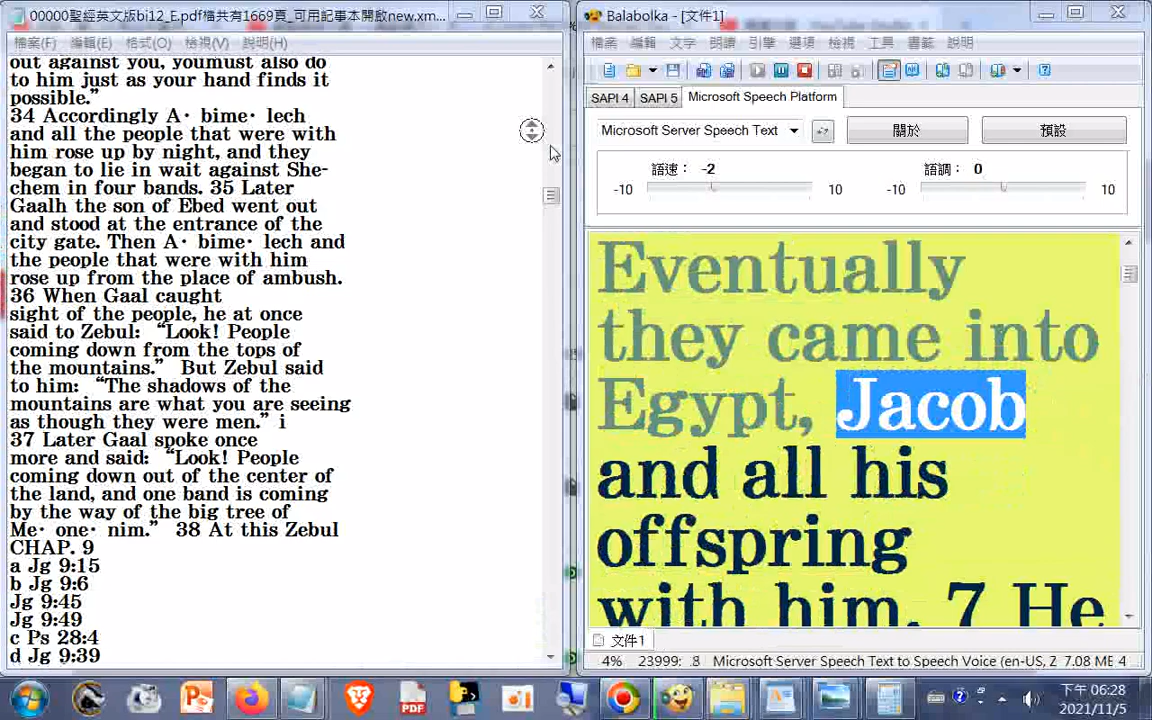 00000聖經英文版bi12_E.pdf檔共有1669頁_可用記事本開啟new.xm...
檔案(F) 編輯(E) 格式(O) 檢視(V) 說明(H)
out against you, youmust also do
to him just as your hand finds it
possible.”
34 Accordingly A· bime· lech
and all the people that were with
him rose up by night, and they
began to lie in wait against She-
chem in four bands. 35 Later
Gaalh the son of Ebed went out
and stood at the entrance of the
city gate. Then A· bime· lech and
the people that were with him
rose up from the place of ambush.
36 When Gaal caught
sight of the people, he at once
said to Zebul: “Look! People
coming down from the tops of
the mountains.” But Zebul said
to him: “The shadows of the
mountains are what you are seeing
as though they were men.” i
37 Later Gaal spoke once
more and said: “Look! People
coming down out of the center of
the land, and one band is coming
by the way of the big tree of
Me· one· nim.” 38 At this Zebul
CHAP. 9
a Jg 9:15
b Jg 9:6
Jg 9:45
Jg 9:49
c Ps 28:4
d Jg 9:39
Balabolka - [文件1]
檔案 編輯 文字 朗讀 引擎 選項 檢視 工具 書籤 說明
SAPI 4 SAPI 5 Microsoft Speech Platform
Microsoft Server Speech Text 關於 預設
語速： -2 語調： 0
-10 10 -10 10
Eventually
they came into
Egypt, Jacob
and all his
offspring
with him. 7 He
文件1
4% 23999: 8 Microsoft Server Speech Text to Speech Voice (en-US, 2 7.08 MB 4
PDF
下午 06:28
2021/11/5